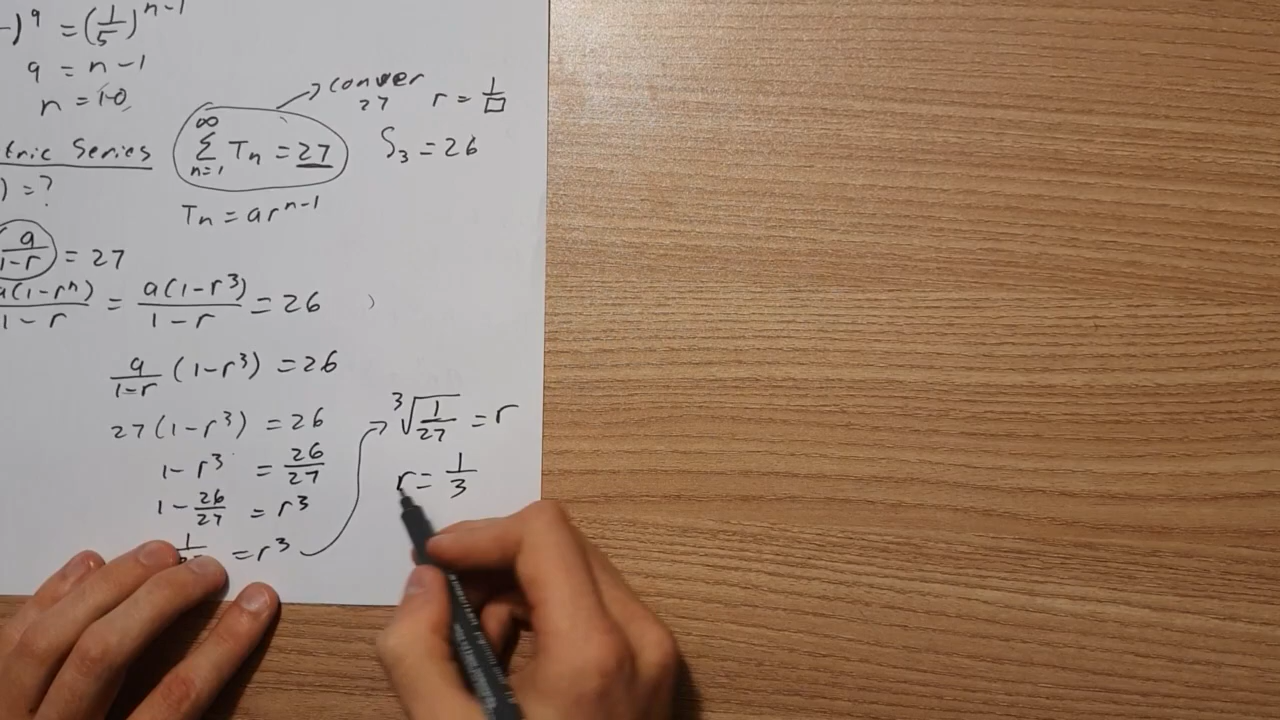 )⁹ = (1/5)ⁿ⁻¹
9 = n - 1
n = 10
→ conver
27 r = 1/□
tric Series
∞ Σ n=1 Tn = 27
S₃ = 26
) = ?
Tn = arⁿ⁻¹
a/(1-r) = 27
a(1-rⁿ)/(1-r) = a(1-r³)/(1-r) = 26
a/(1-r) (1-r³) = 26
27(1-r³) = 26
1-r³ = 26/27
1 - 26/27 = r³
1/ = r³
³√(1/27) = r
r = 1/3